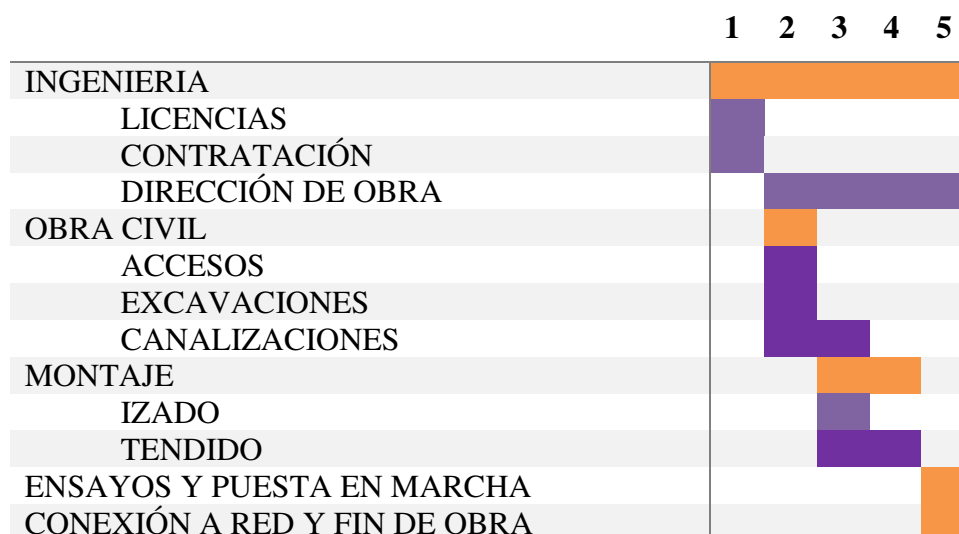 1 2 3 4 5
INGENIERIA
LICENCIAS
CONTRATACIÓN
DIRECCIÓN DE OBRA
OBRA CIVIL
ACCESOS
EXCAVACIONES
CANALIZACIONES
MONTAJE
IZADO
TENDIDO
ENSAYOS Y PUESTA EN MARCHA
CONEXIÓN A RED Y FIN DE OBRA